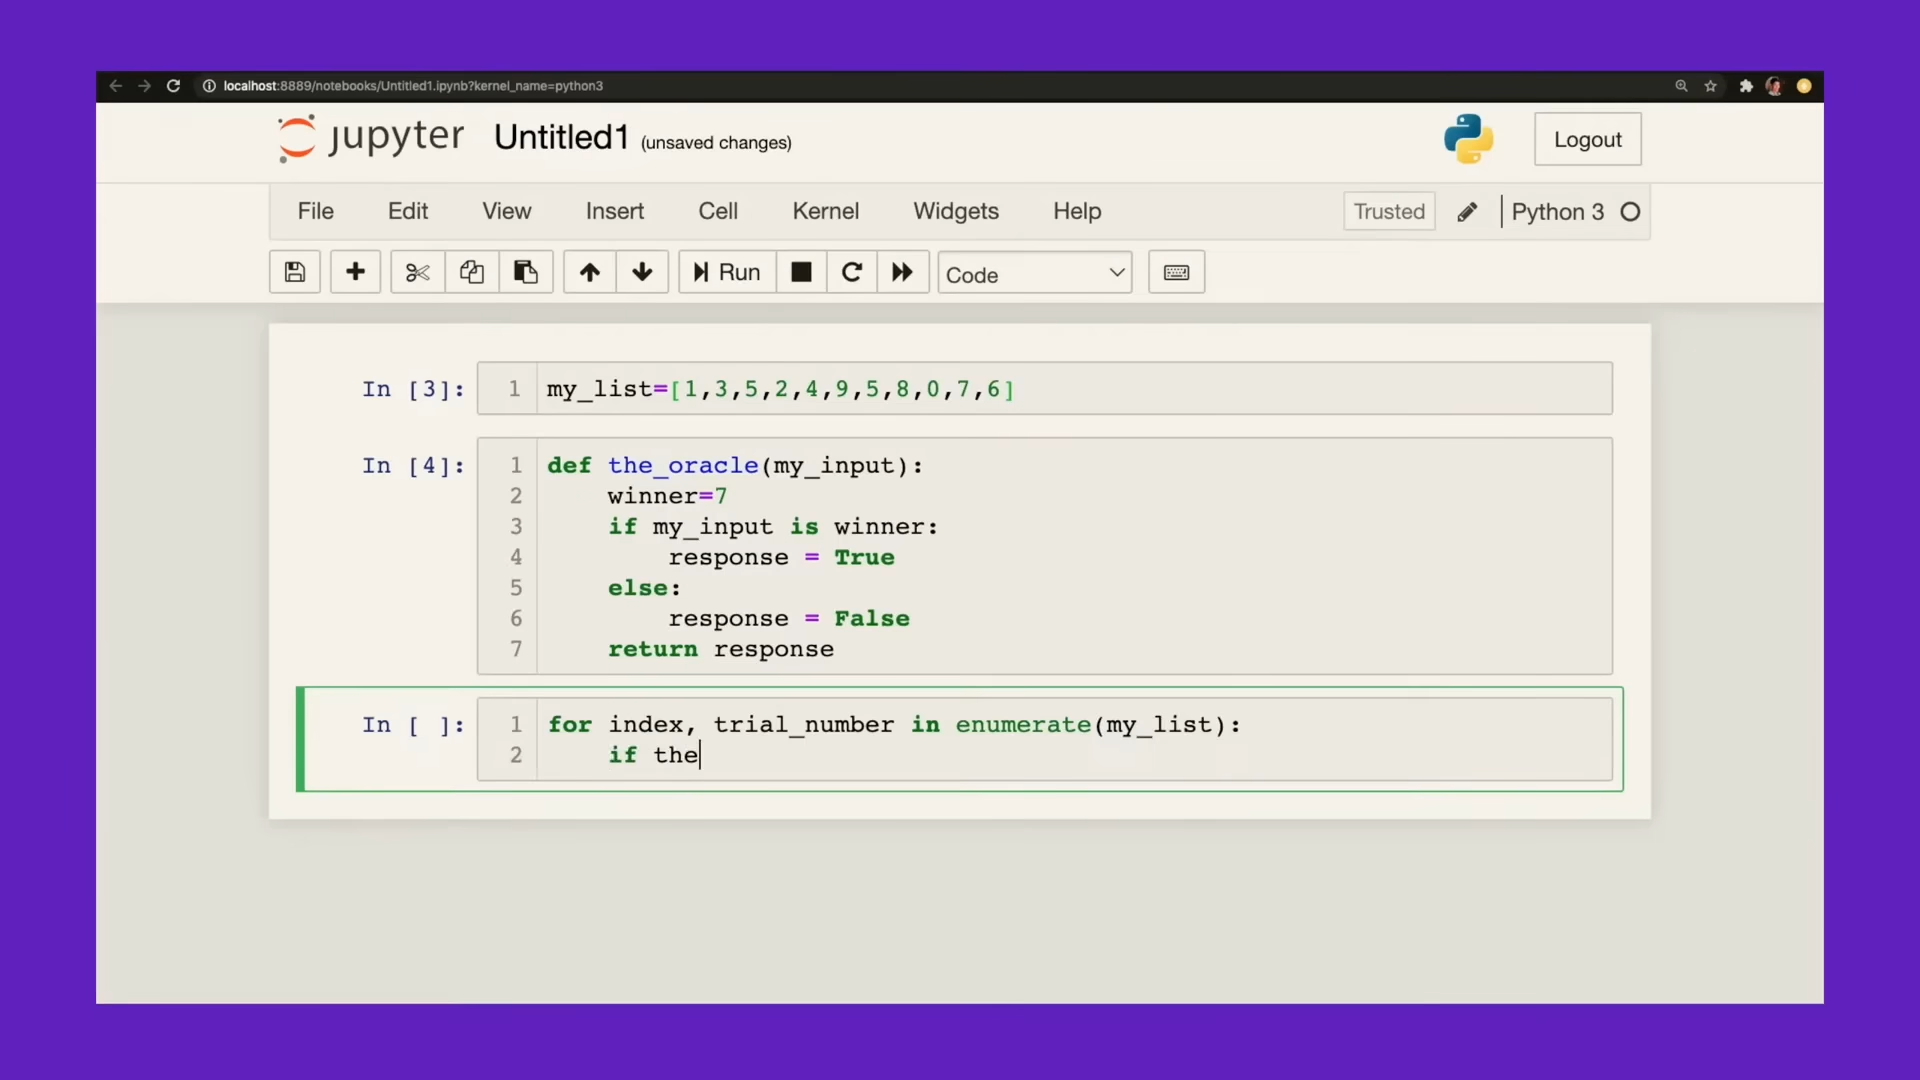 localhost:8889/notebooks/Untitled1.ipynb?kernel_name=python3
jupyter Untitled1 (unsaved changes)
Logout
File Edit View Insert Cell Kernel Widgets Help Trusted Python 3
Run Code
In [3]: 1 my_list=[1,3,5,2,4,9,5,8,0,7,6]
In [4]: 1 def the_oracle(my_input):
2     winner=7
3     if my_input is winner:
4         response = True
5     else:
6         response = False
7     return response
In [ ]: 1 for index, trial_number in enumerate(my_list):
2     if the